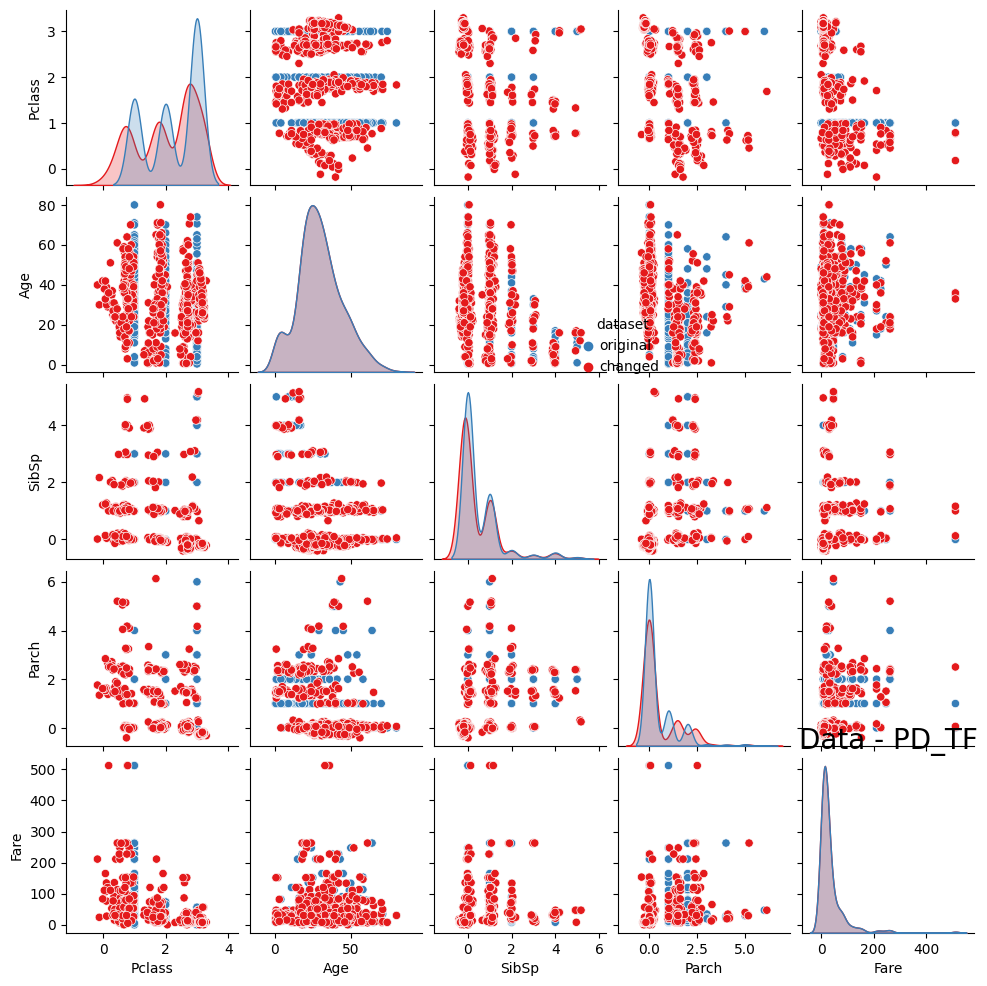 3
2
1
0
Pclass
80
60
40
20
0
Age
dataset
original
changed
4
2
0
SibSp
6
4
2
0
Parch
Data - PD_TF
500
400
300
200
100
0
Fare
0 2 4
0 50
0 2 4 6
0.0 2.5 5.0
0 200 400
Pclass Age SibSp Parch Fare